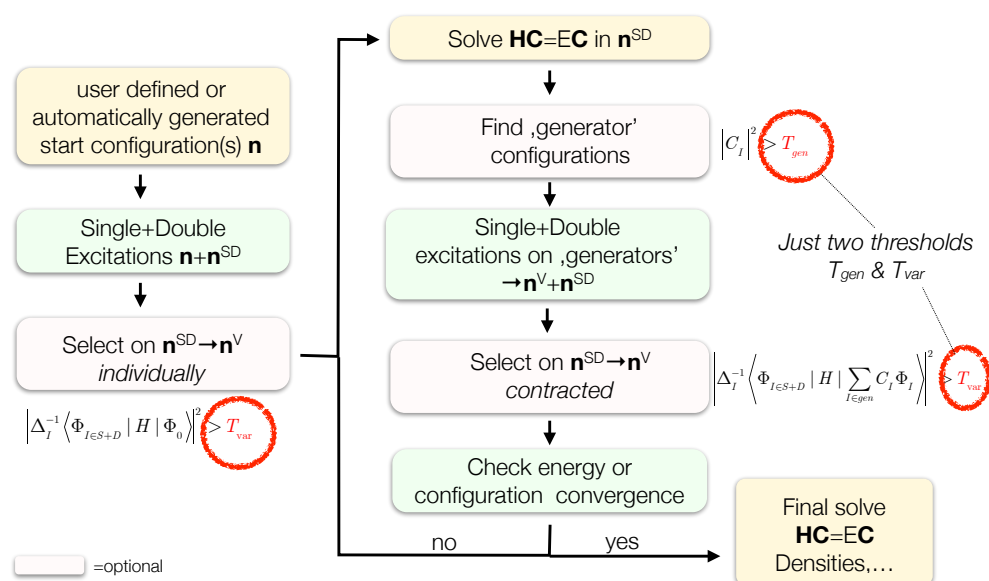 user defined or
automatically generated
start configuration(s) n
Single+Double
Excitations n+n^SD
Select on n^SD→n^V
individually
|Δ_I^{-1}⟨Φ_{I∈S+D} | H | Φ_0⟩|^2 > T_var
=optional
Solve HC=EC in n^SD
Find ‚generator'
configurations
|C_I|^2 > T_gen
Single+Double
excitations on ‚generators'
→n^V+n^SD
Just two thresholds
T_gen & T_var
Select on n^SD→n^V
contracted
|Δ_I^{-1}⟨Φ_{I∈S+D} | H | ∑_{I∈gen} C_I Φ_I⟩|^2 > T_var
Check energy or
configuration convergence
no
yes
Final solve
HC=EC
Densities,…